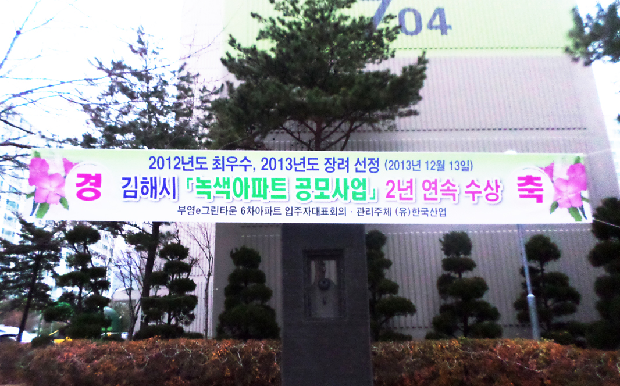 704
2012년도 최우수, 2013년도 장려 선정 (2013년 12월 13일)
경 김해시 「녹색아파트 공모사업」 2년 연속 수상 축
부영e그린타운 6차아파트 입주자대표회의 · 관리주체 (유)한국산업